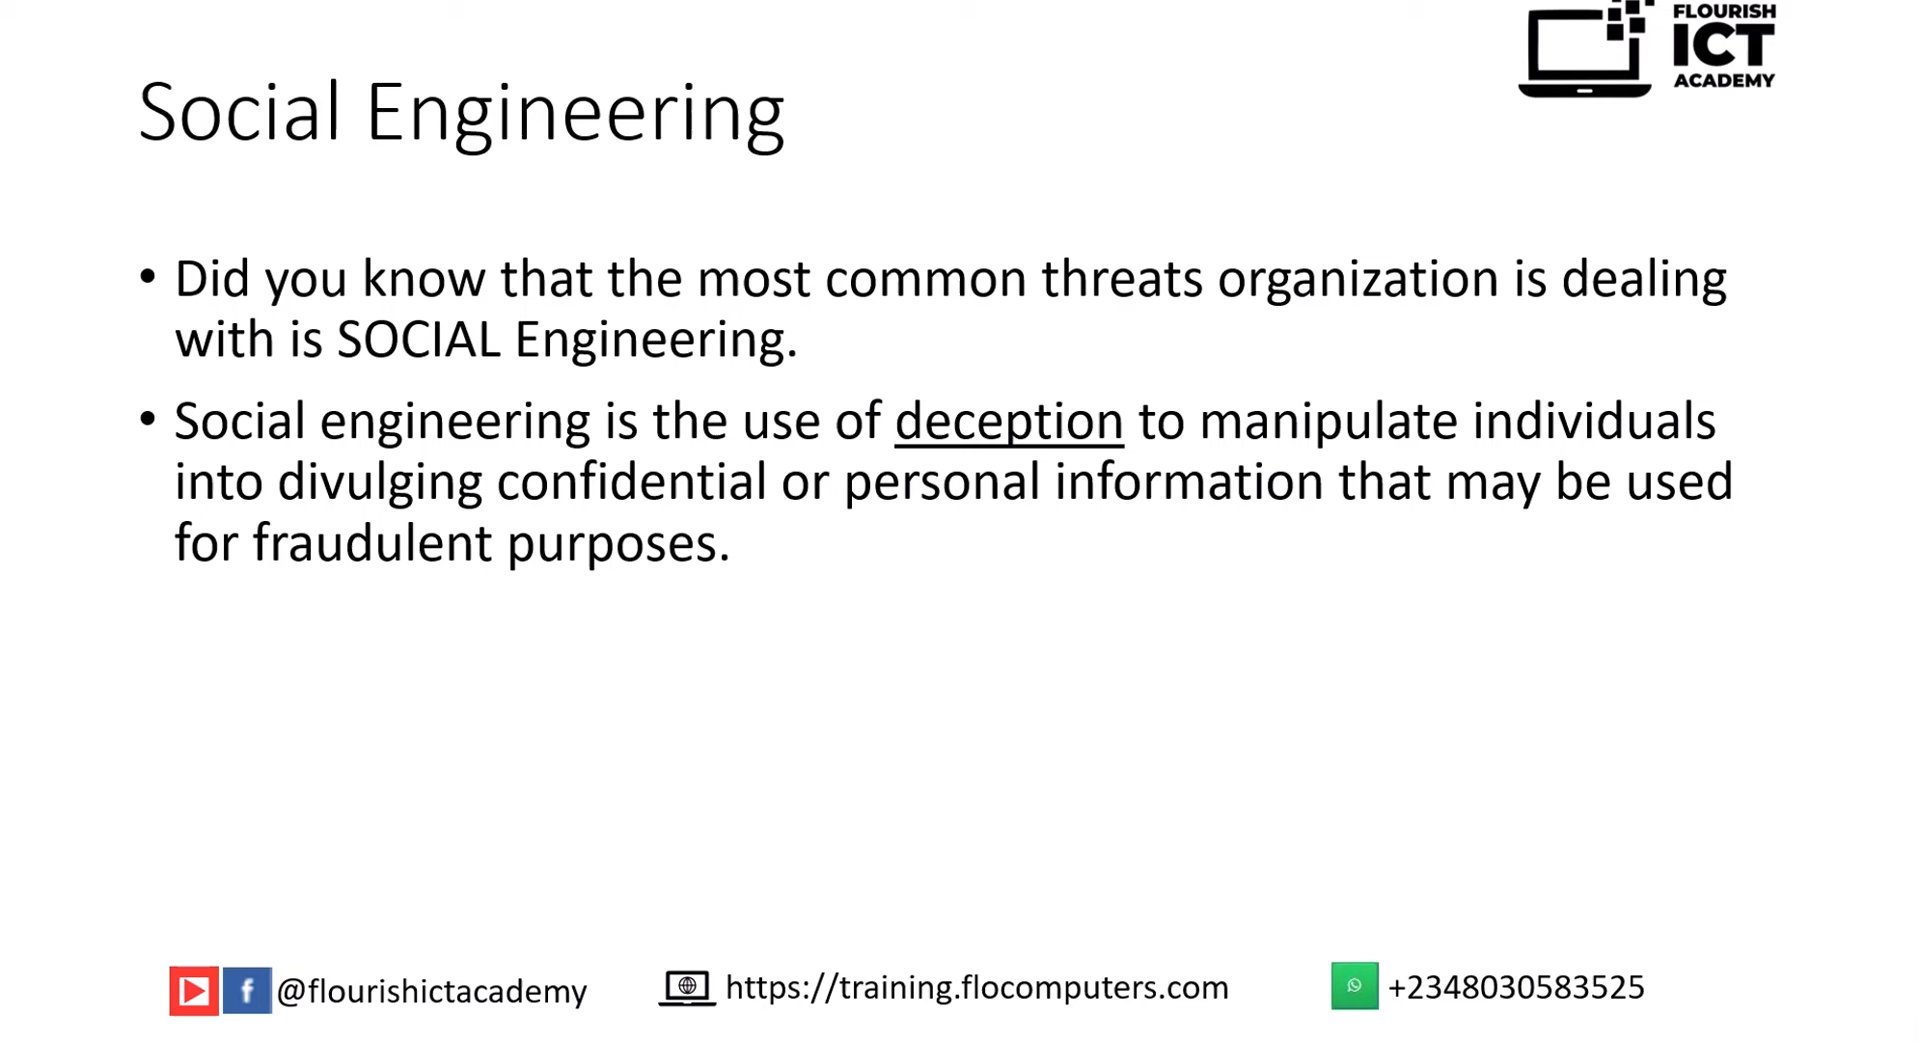 FLOURISH
ICT
ACADEMY
Social Engineering
• Did you know that the most common threats organization is dealing
with is SOCIAL Engineering.
• Social engineering is the use of deception to manipulate individuals
into divulging confidential or personal information that may be used
for fraudulent purposes.
@flourishictacademy
https://training.flocomputers.com
+2348030583525